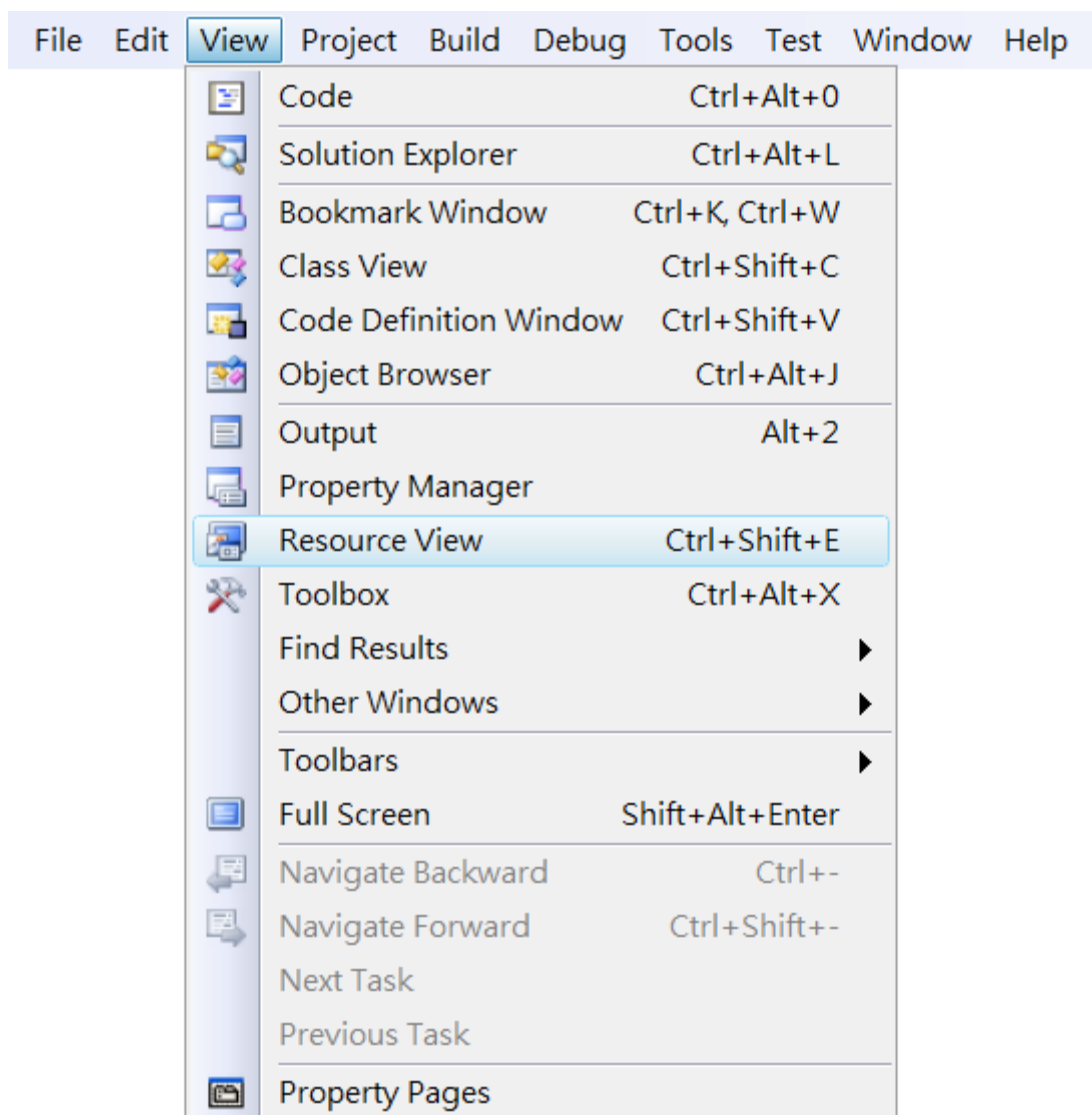 File Edit View Project Build Debug Tools Test Window Help
Code Ctrl+Alt+0
Solution Explorer Ctrl+Alt+L
Bookmark Window Ctrl+K, Ctrl+W
Class View Ctrl+Shift+C
Code Definition Window Ctrl+Shift+V
Object Browser Ctrl+Alt+J
Output Alt+2
Property Manager
Resource View Ctrl+Shift+E
Toolbox Ctrl+Alt+X
Find Results
Other Windows
Toolbars
Full Screen Shift+Alt+Enter
Navigate Backward Ctrl+-
Navigate Forward Ctrl+Shift+-
Next Task
Previous Task
Property Pages